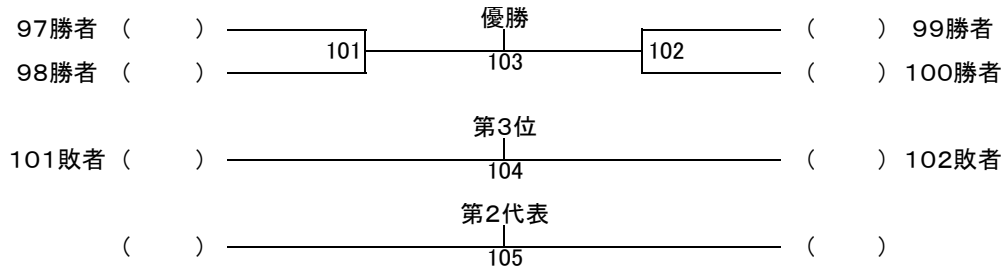 優勝
97勝者 (　　) 101 (　　) 99勝者
103 102
98勝者 (　　) (　　) 100勝者
第3位
101敗者 (　　) (　　) 102敗者
104
第2代表
(　　) (　　)
105